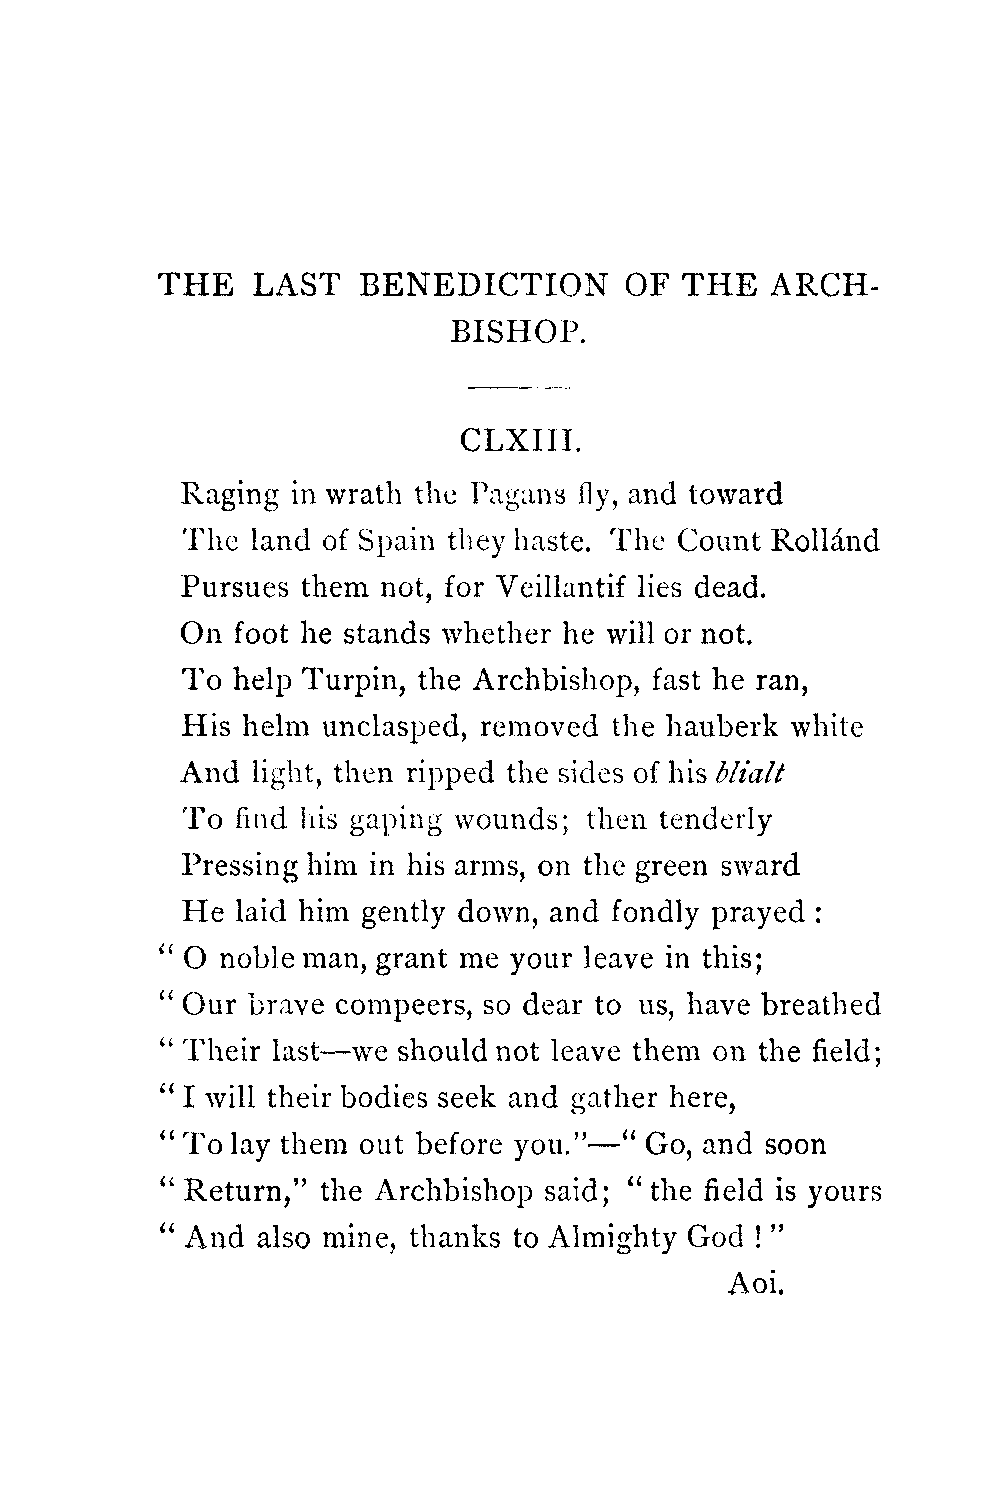 THE LAST BENEDICTION OF THE ARCH-
BISHOP.
CLXIII.
Raging in wrath the Pagans fly, and toward
The land of Spain they haste. The Count Rollánd
Pursues them not, for Veillantif lies dead.
On foot he stands whether he will or not.
To help Turpin, the Archbishop, fast he ran,
His helm unclasped, removed the hauberk white
And light, then ripped the sides of his blialt
To find his gaping wounds; then tenderly
Pressing him in his arms, on the green sward
He laid him gently down, and fondly prayed :
“ O noble man, grant me your leave in this;
“ Our brave compeers, so dear to us, have breathed
“ Their last—we should not leave them on the field;
“ I will their bodies seek and gather here,
“ To lay them out before you.”—“ Go, and soon
“ Return,” the Archbishop said; “ the field is yours
“ And also mine, thanks to Almighty God ! ”
Aoi.